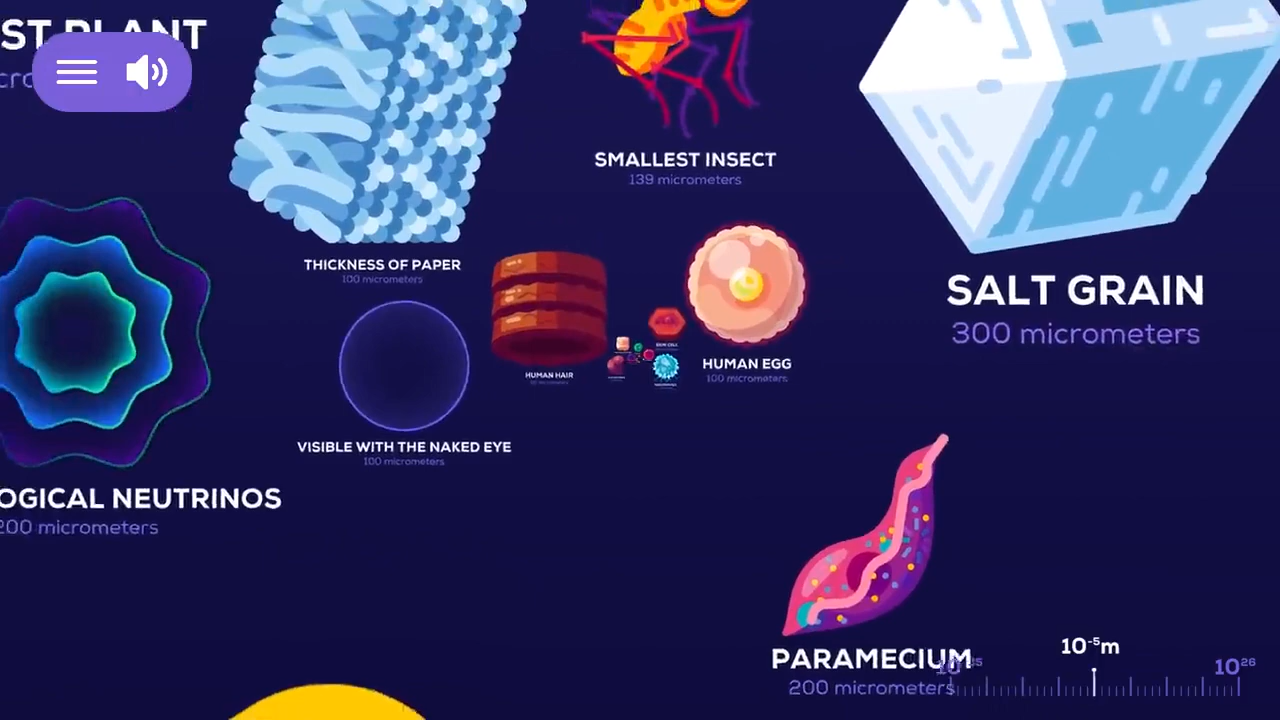 ST PLANT
SMALLEST INSECT
139 micrometers
THICKNESS OF PAPER
100 micrometers
SALT GRAIN
300 micrometers
HUMAN EGG
100 micrometers
HUMAN HAIR
VISIBLE WITH THE NAKED EYE
100 micrometers
OGICAL NEUTRINOS
200 micrometers
PARAMECIUM
200 micrometers
10⁻⁵m
10²⁶